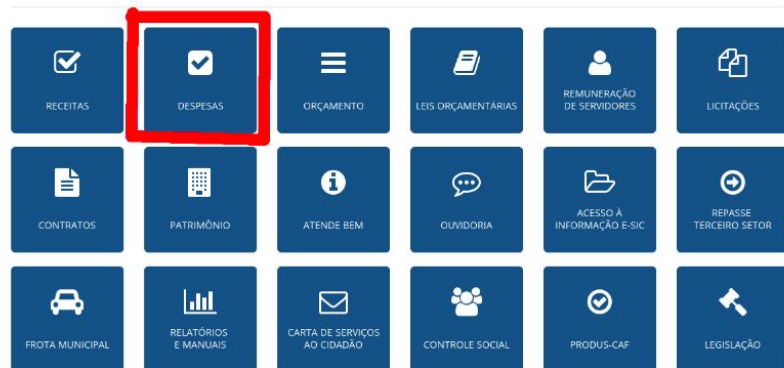 RECEITAS
DESPESAS
ORÇAMENTO
LEIS ORÇAMENTÁRIAS
REMUNERAÇÃO
DE SERVIDORES
LICITAÇÕES
CONTRATOS
PATRIMÔNIO
ATENDE BEM
OUVIDORIA
ACESSO À
INFORMAÇÃO E-SIC
REPASSE
TERCEIRO SETOR
FROTA MUNICIPAL
RELATÓRIOS
E MANUAIS
CARTA DE SERVIÇOS
AO CIDADÃO
CONTROLE SOCIAL
PRODUS-CAF
LEGISLAÇÃO